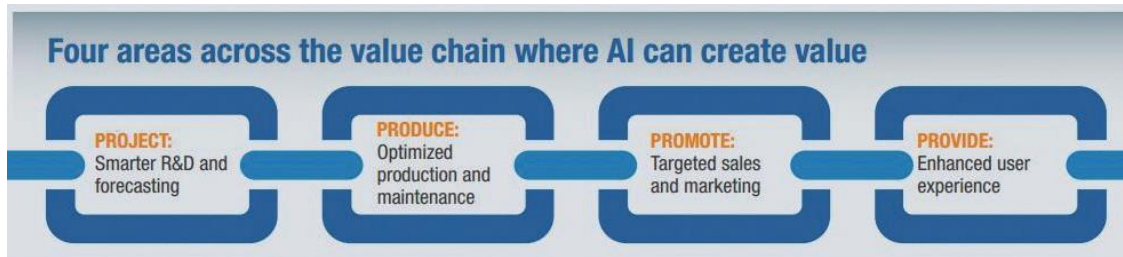 Four areas across the value chain where AI can create value
PROJECT:
Smarter R&D and
forecasting
PRODUCE:
Optimized
production and
maintenance
PROMOTE:
Targeted sales
and marketing
PROVIDE:
Enhanced user
experience